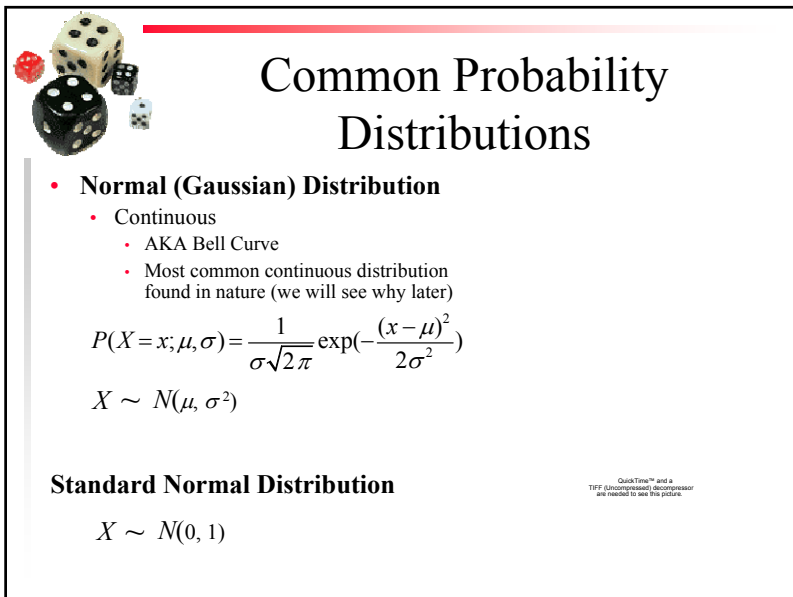 Common Probability
Distributions
• Normal (Gaussian) Distribution
• Continuous
• AKA Bell Curve
• Most common continuous distribution
found in nature (we will see why later)
P(X = x; μ, σ) = 1/(σ√2π) exp(−(x − μ)²/2σ²)
X ~ N(μ, σ²)
Standard Normal Distribution
X ~ N(0, 1)
QuickTime™ and a
TIFF (Uncompressed) decompressor
are needed to see this picture.